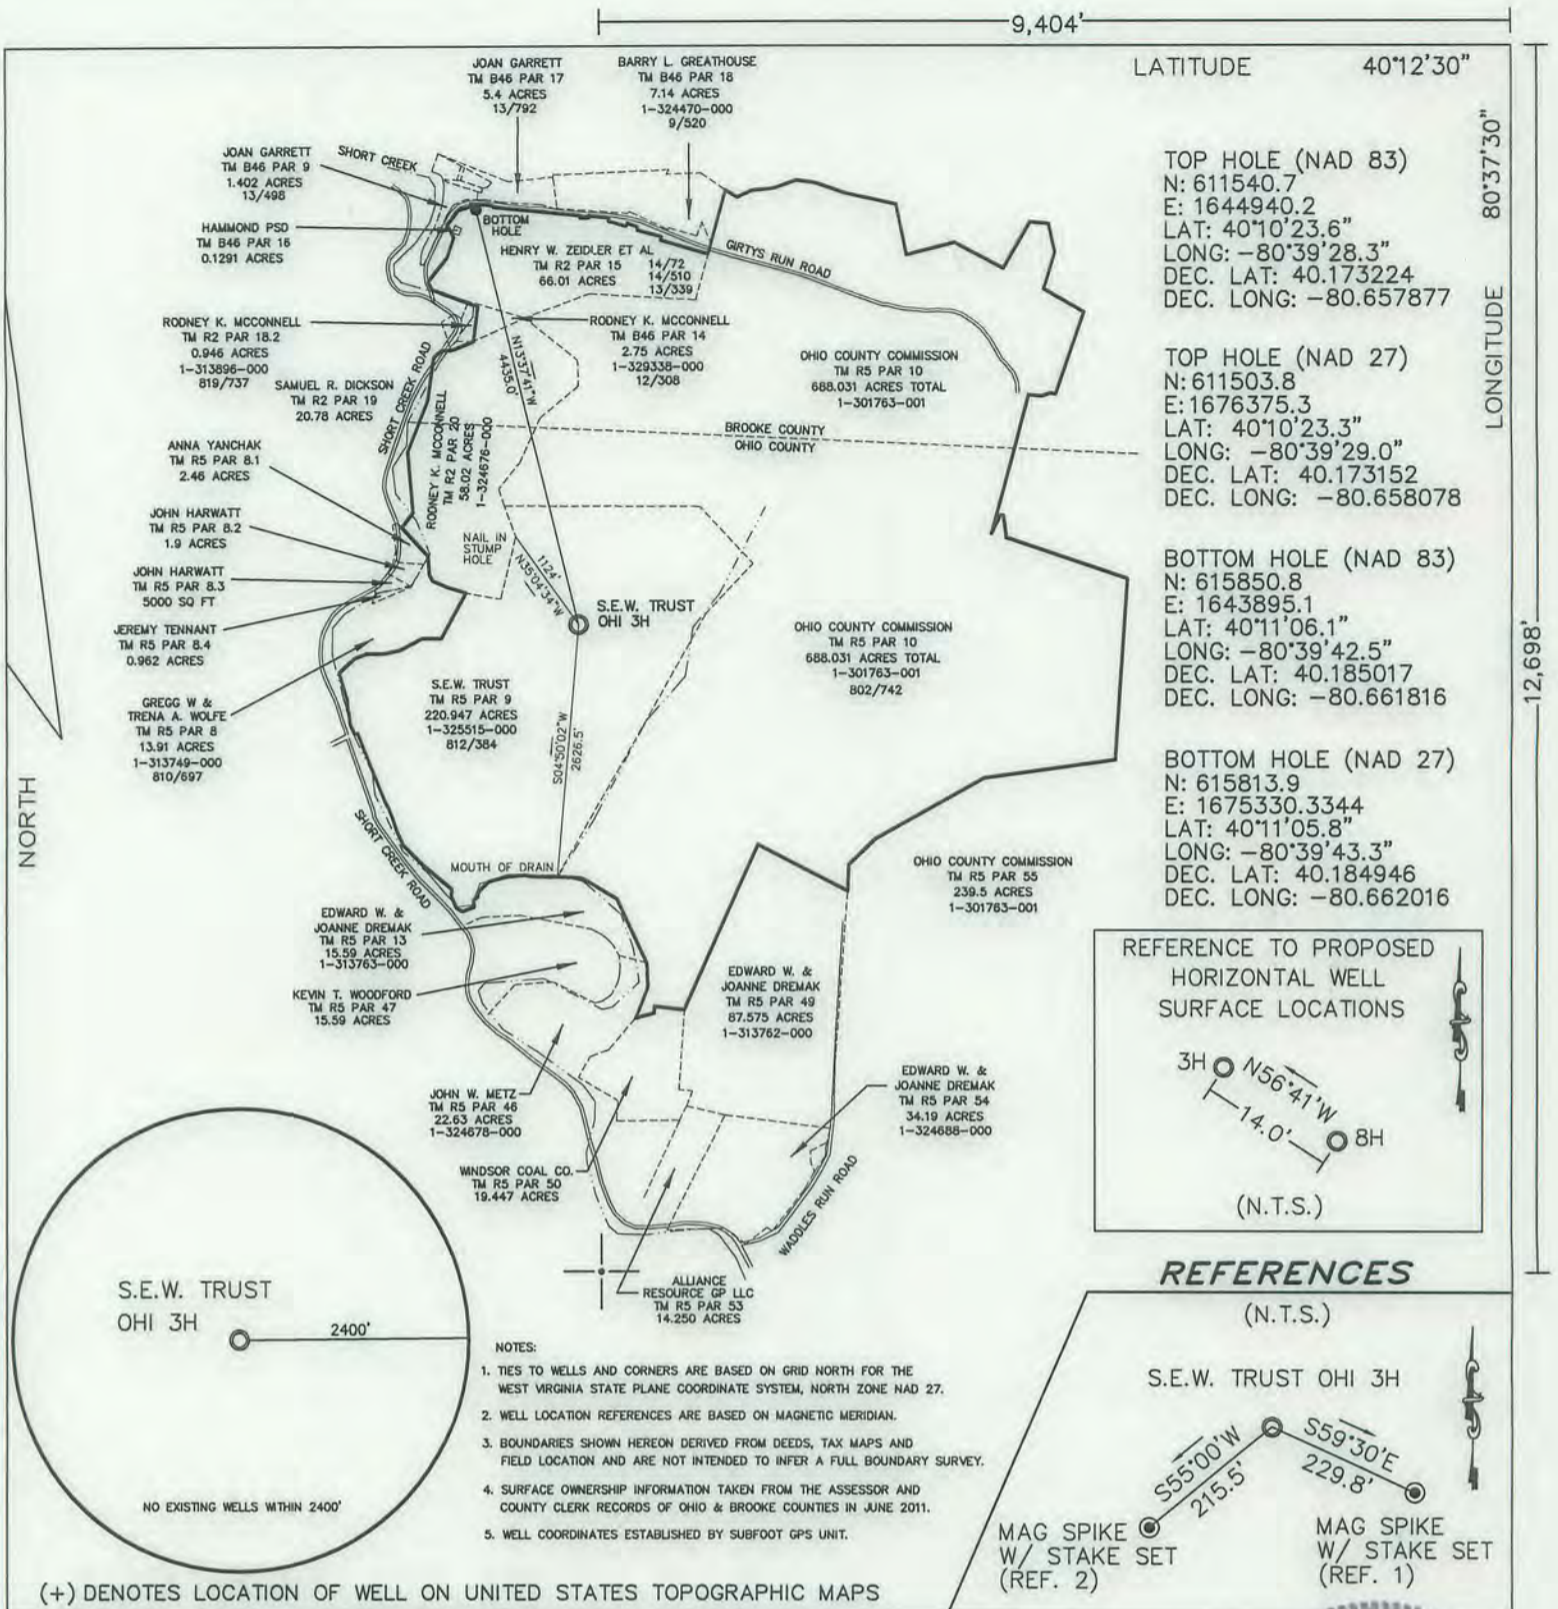 9,404'
LATITUDE 40°12'30"
80°37'30"
LONGITUDE
12,698'
JOAN GARRETT
TM B46 PAR 17
5.4 ACRES
13/792
BARRY L. GREATHOUSE
TM B46 PAR 18
7.14 ACRES
1-324470-000
9/520
JOAN GARRETT
TM B46 PAR 9
1.402 ACRES
13/498
SHORT CREEK
HAMMOND PSD
TM B46 PAR 16
0.1291 ACRES
BOTTOM
HOLE
HENRY W. ZEIDLER ET AL
TM R2 PAR 15
66.01 ACRES
14/72
14/510
13/339
GIRTYS RUN ROAD
RODNEY K. MCCONNELL
TM R2 PAR 18.2
0.946 ACRES
1-313896-000
819/737
RODNEY K. MCCONNELL
TM B46 PAR 14
2.75 ACRES
1-329338-000
12/308
N13°37'41"W
4435.0'
SHORT CREEK ROAD
SAMUEL R. DICKSON
TM R2 PAR 19
20.78 ACRES
OHIO COUNTY COMMISSION
TM R5 PAR 10
688.031 ACRES TOTAL
1-301763-001
RODNEY K. MCCONNELL
TM R2 PAR 20
58.02 ACRES
1-324676-000
BROOKE COUNTY
OHIO COUNTY
ANNA YANCHAK
TM R5 PAR 8.1
2.46 ACRES
JOHN HARWATT
TM R5 PAR 8.2
1.9 ACRES
NAIL IN
STUMP
HOLE
1124'
N35°04'34"W
JOHN HARWATT
TM R5 PAR 8.3
5000 SQ FT
S.E.W. TRUST
OHI 3H
JEREMY TENNANT
TM R5 PAR 8.4
0.962 ACRES
OHIO COUNTY COMMISSION
TM R5 PAR 10
688.031 ACRES TOTAL
1-301763-001
802/742
GREGG W &
TRENA A. WOLFE
TM R5 PAR 8
13.91 ACRES
1-313749-000
810/697
S.E.W. TRUST
TM R5 PAR 9
220.947 ACRES
1-325515-000
812/384
S04°50'02"W
2626.5'
NORTH
SHORT CREEK ROAD
MOUTH OF DRAIN
OHIO COUNTY COMMISSION
TM R5 PAR 55
239.5 ACRES
1-301763-001
EDWARD W. &
JOANNE DREMAK
TM R5 PAR 13
15.59 ACRES
1-313763-000
KEVIN T. WOODFORD
TM R5 PAR 47
15.59 ACRES
EDWARD W. &
JOANNE DREMAK
TM R5 PAR 49
87.575 ACRES
1-313762-000
JOHN W. METZ
TM R5 PAR 46
22.63 ACRES
1-324678-000
EDWARD W. &
JOANNE DREMAK
TM R5 PAR 54
34.19 ACRES
1-324688-000
WINDSOR COAL CO.
TM R5 PAR 50
19.447 ACRES
WADDLES RUN ROAD
ALLIANCE
RESOURCE GP LLC
TM R5 PAR 53
14.250 ACRES
TOP HOLE (NAD 83)
N: 611540.7
E: 1644940.2
LAT: 40°10'23.6"
LONG: -80°39'28.3"
DEC. LAT: 40.173224
DEC. LONG: -80.657877
TOP HOLE (NAD 27)
N: 611503.8
E: 1676375.3
LAT: 40°10'23.3"
LONG: -80°39'29.0"
DEC. LAT: 40.173152
DEC. LONG: -80.658078
BOTTOM HOLE (NAD 83)
N: 615850.8
E: 1643895.1
LAT: 40°11'06.1"
LONG: -80°39'42.5"
DEC. LAT: 40.185017
DEC. LONG: -80.661816
BOTTOM HOLE (NAD 27)
N: 615813.9
E: 1675330.3344
LAT: 40°11'05.8"
LONG: -80°39'43.3"
DEC. LAT: 40.184946
DEC. LONG: -80.662016
REFERENCE TO PROPOSED
HORIZONTAL WELL
SURFACE LOCATIONS
3H
N56°41'W
14.0'
8H
(N.T.S.)
S.E.W. TRUST
OHI 3H
2400'
NO EXISTING WELLS WITHIN 2400'
NOTES:
1. TIES TO WELLS AND CORNERS ARE BASED ON GRID NORTH FOR THE
WEST VIRGINIA STATE PLANE COORDINATE SYSTEM, NORTH ZONE NAD 27.
2. WELL LOCATION REFERENCES ARE BASED ON MAGNETIC MERIDIAN.
3. BOUNDARIES SHOWN HEREON DERIVED FROM DEEDS, TAX MAPS AND
FIELD LOCATION AND ARE NOT INTENDED TO INFER A FULL BOUNDARY SURVEY.
4. SURFACE OWNERSHIP INFORMATION TAKEN FROM THE ASSESSOR AND
COUNTY CLERK RECORDS OF OHIO & BROOKE COUNTIES IN JUNE 2011.
5. WELL COORDINATES ESTABLISHED BY SUBFOOT GPS UNIT.
REFERENCES
(N.T.S.)
S.E.W. TRUST OHI 3H
S55°00'W
215.5'
S59°30'E
229.8'
MAG SPIKE
W/ STAKE SET
(REF. 2)
MAG SPIKE
W/ STAKE SET
(REF. 1)
(+) DENOTES LOCATION OF WELL ON UNITED STATES TOPOGRAPHIC MAPS